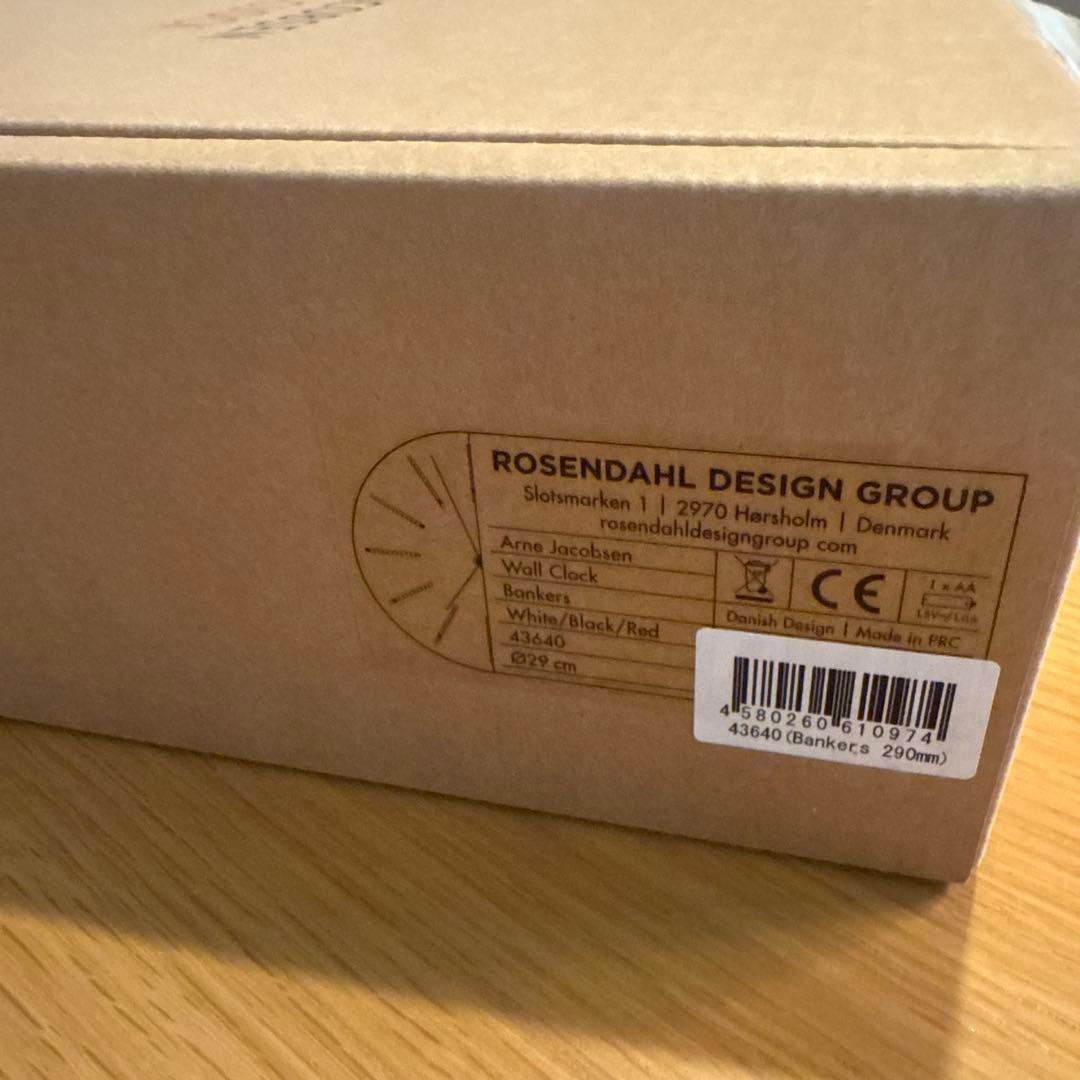 ROSENDAHL DESIGN GROUP
Slotsmarken 1 | 2970 Hørsholm | Denmark
rosendahldesigngroup com
Arne Jacobsen
Wall Clock
Bankers
White/Black/Red
43640
Ø29 cm
CE
1 x AA
Danish Design | Made in PRC
4 580260 610974
43640 (Banker,s 290mm)